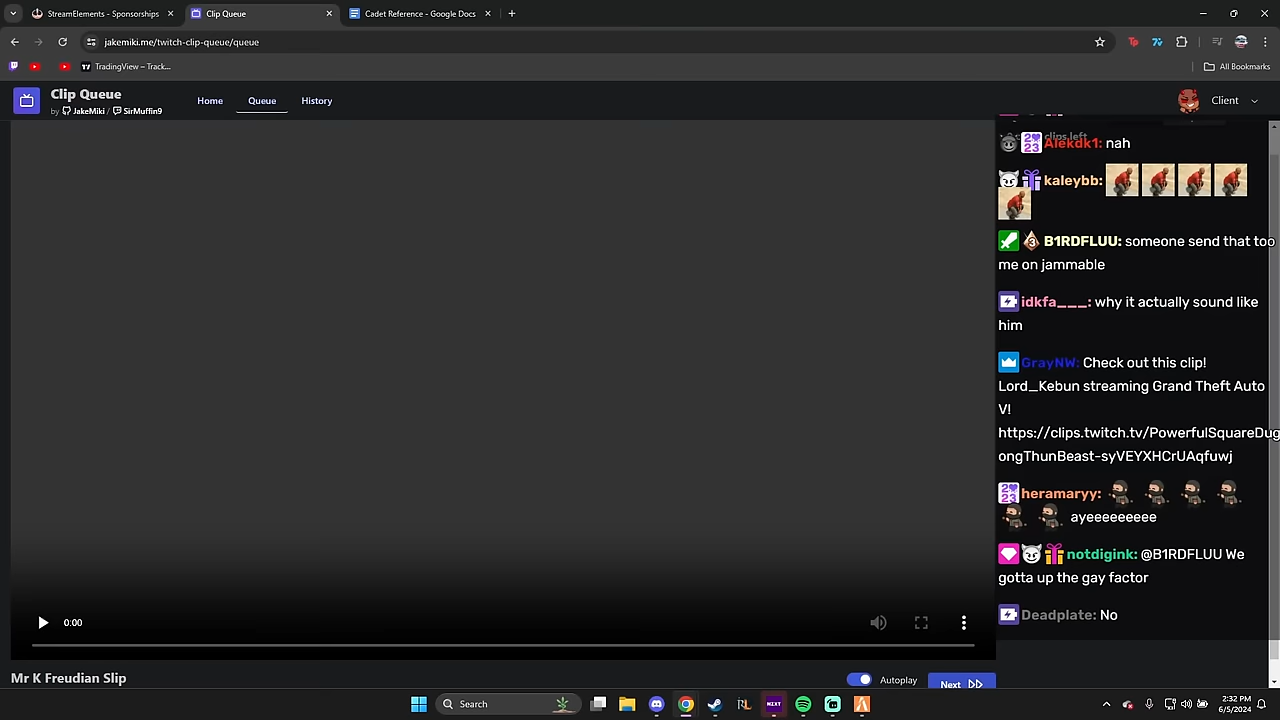 StreamElements - Sponsorships
Clip Queue
Cadet Reference - Google Docs
jakemiki.me/twitch-clip-queue/queue
TradingView – Track...
All Bookmarks
Clip Queue
by JakeMiki / SirMuffin9
Home
Queue
History
Client
clips left
Alekdk1: nah
kaleybb:
B1RDFLUU: someone send that too
me on jammable
idkfa___: why it actually sound like
him
GrayNW: Check out this clip!
Lord_Kebun streaming Grand Theft Auto
V!
https://clips.twitch.tv/PowerfulSquareDug
ongThunBeast-syVEYXHCrUAqfuwj
heramaryy:
ayeeeeeeeee
notdigink: @B1RDFLUU We
gotta up the gay factor
Deadplate: No
0:00
Mr K Freudian Slip
Autoplay
Next
Search
NIXT
2:32 PM
6/5/2024